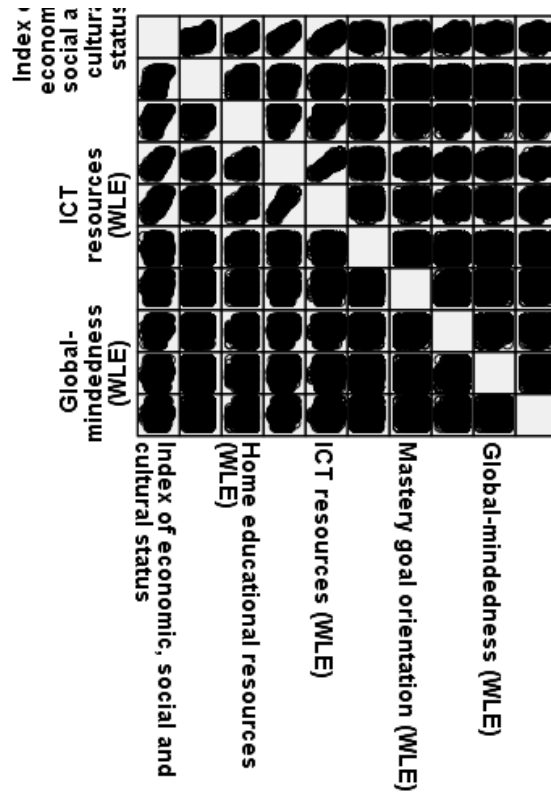 Index
econom
social a
cultura
status
ICT
resources
(WLE)
Global-
mindedness
(WLE)
Index of economic, social and
cultural status
Home educational resources
(WLE)
ICT resources (WLE)
Mastery goal orientation (WLE)
Global-mindedness (WLE)